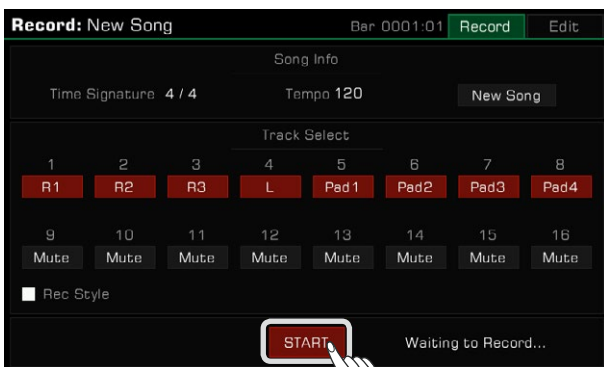 Record: New Song Bar 0001:01 Record Edit
Song Info
Time Signature 4 / 4 Tempo 120 New Song
Track Select
1 2 3 4 5 6 7 8
R1 R2 R3 L Pad1 Pad2 Pad3 Pad4
9 10 11 12 13 14 15 16
Mute Mute Mute Mute Mute Mute Mute Mute
Rec Style
START Waiting to Record...